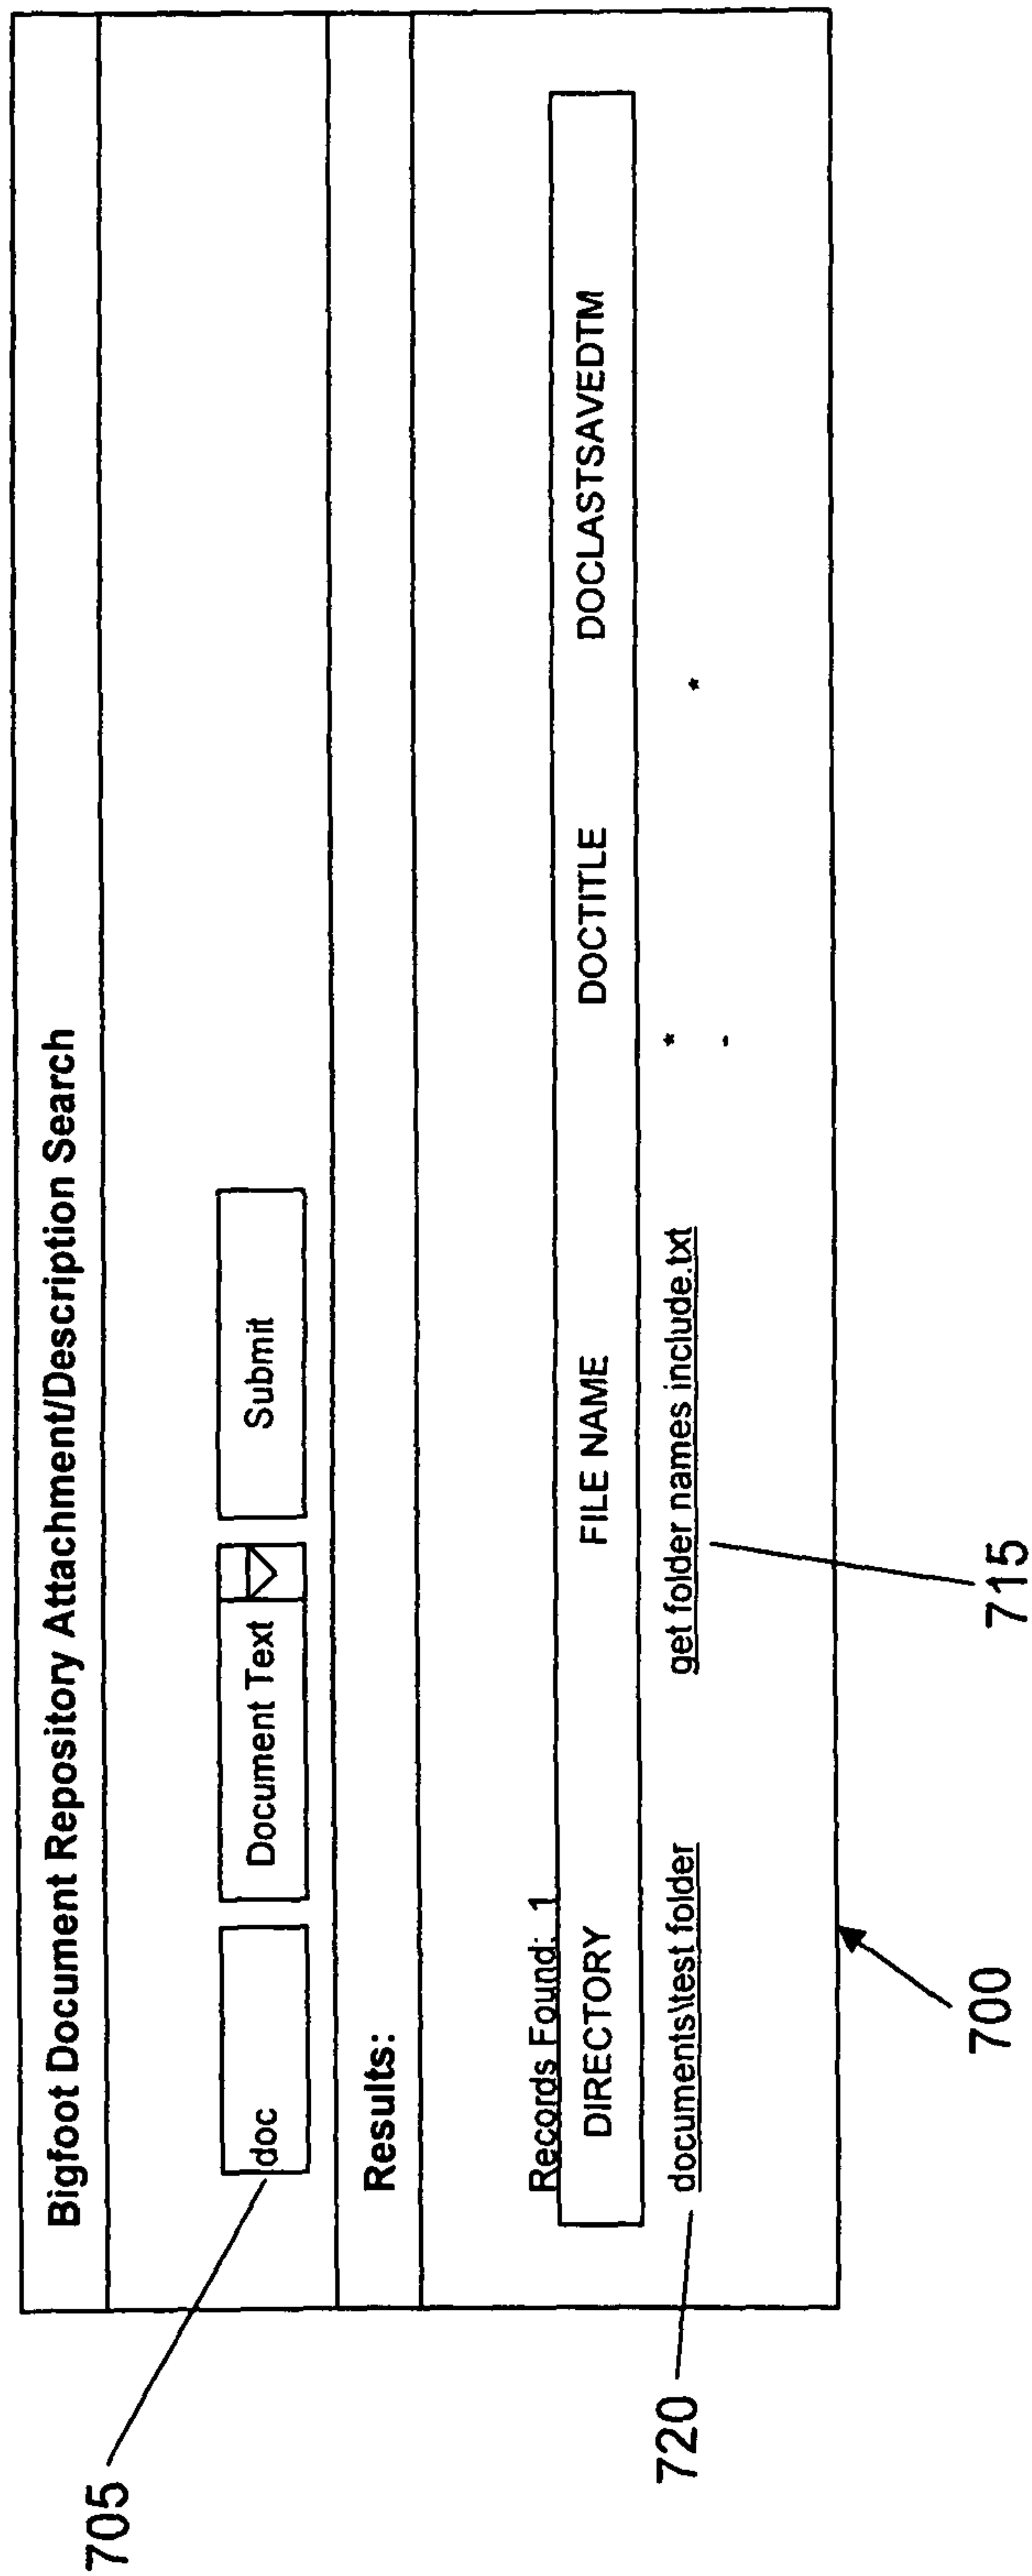 Bigfoot Document Repository Attachment/Description Search
705
doc Document Text Submit
Results:
Records Found: 1
DIRECTORY FILE NAME DOCTITLE DOCLASTSAVEDTM
720
documents\test folder get folder names include.txt * *
-
700 715